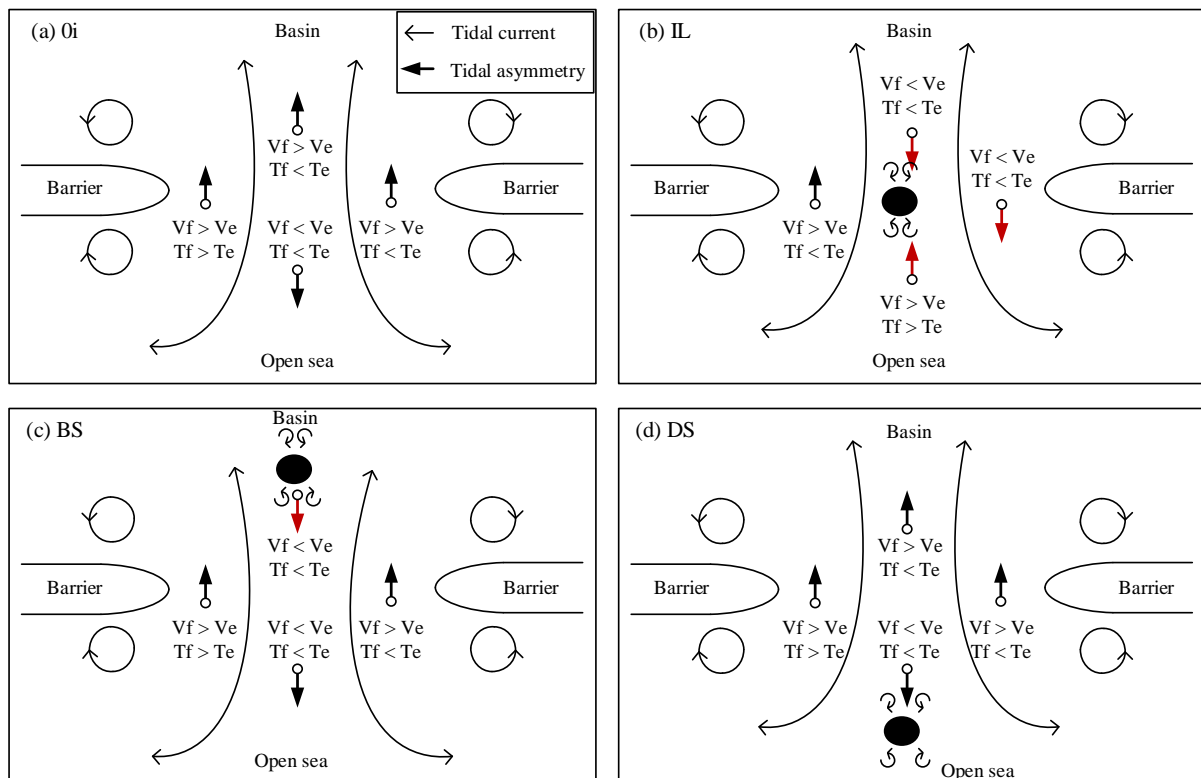 (a) 0i
Basin
Tidal current
Tidal asymmetry
Vf > Ve
Tf < Te
Barrier
Barrier
Vf > Ve
Tf > Te
Vf < Ve
Tf < Te
Vf > Ve
Tf < Te
Open sea
(b) IL
Basin
Vf < Ve
Tf < Te
Vf < Ve
Tf < Te
Barrier
Barrier
Vf > Ve
Tf < Te
Vf > Ve
Tf > Te
Open sea
(c) BS
Basin
Vf < Ve
Tf < Te
Barrier
Barrier
Vf > Ve
Tf > Te
Vf < Ve
Tf < Te
Vf > Ve
Tf < Te
Open sea
(d) DS
Basin
Vf > Ve
Tf < Te
Barrier
Barrier
Vf > Ve
Tf > Te
Vf < Ve
Tf < Te
Vf > Ve
Tf < Te
Open sea